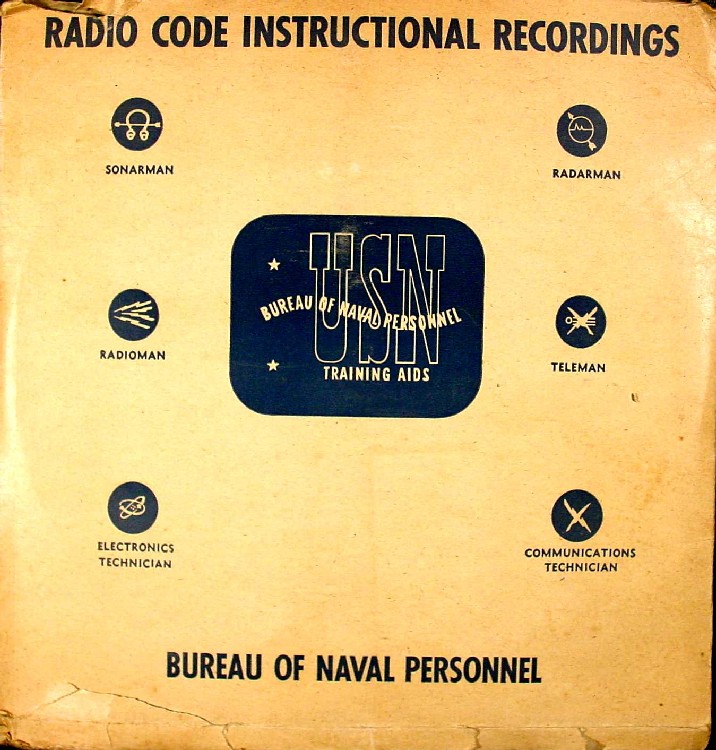 RADIO CODE INSTRUCTIONAL RECORDINGS
SONARMAN
RADARMAN
USN
BUREAU OF NAVAL PERSONNEL
TRAINING AIDS
RADIOMAN
TELEMAN
ELECTRONICS
TECHNICIAN
COMMUNICATIONS
TECHNICIAN
BUREAU OF NAVAL PERSONNEL